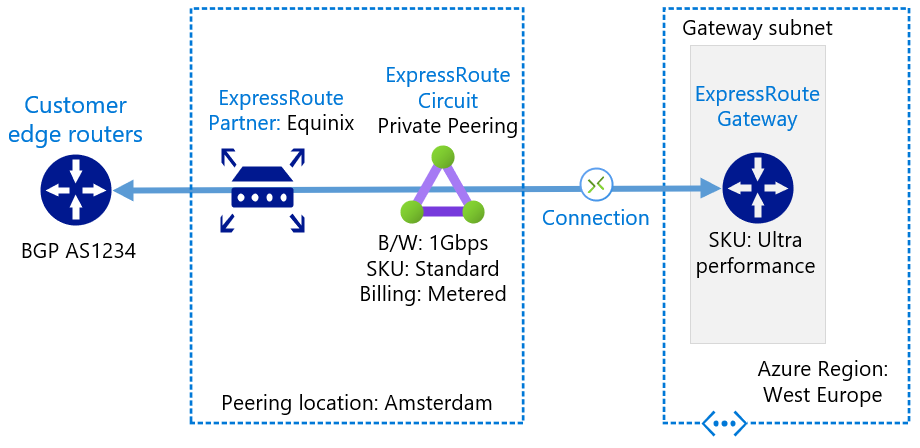 Customer
edge routers
BGP AS1234
ExpressRoute
Partner: Equinix
ExpressRoute
Circuit
Private Peering
B/W: 1Gbps
SKU: Standard
Billing: Metered
Peering location: Amsterdam
Connection
Gateway subnet
ExpressRoute
Gateway
SKU: Ultra
performance
Azure Region:
West Europe